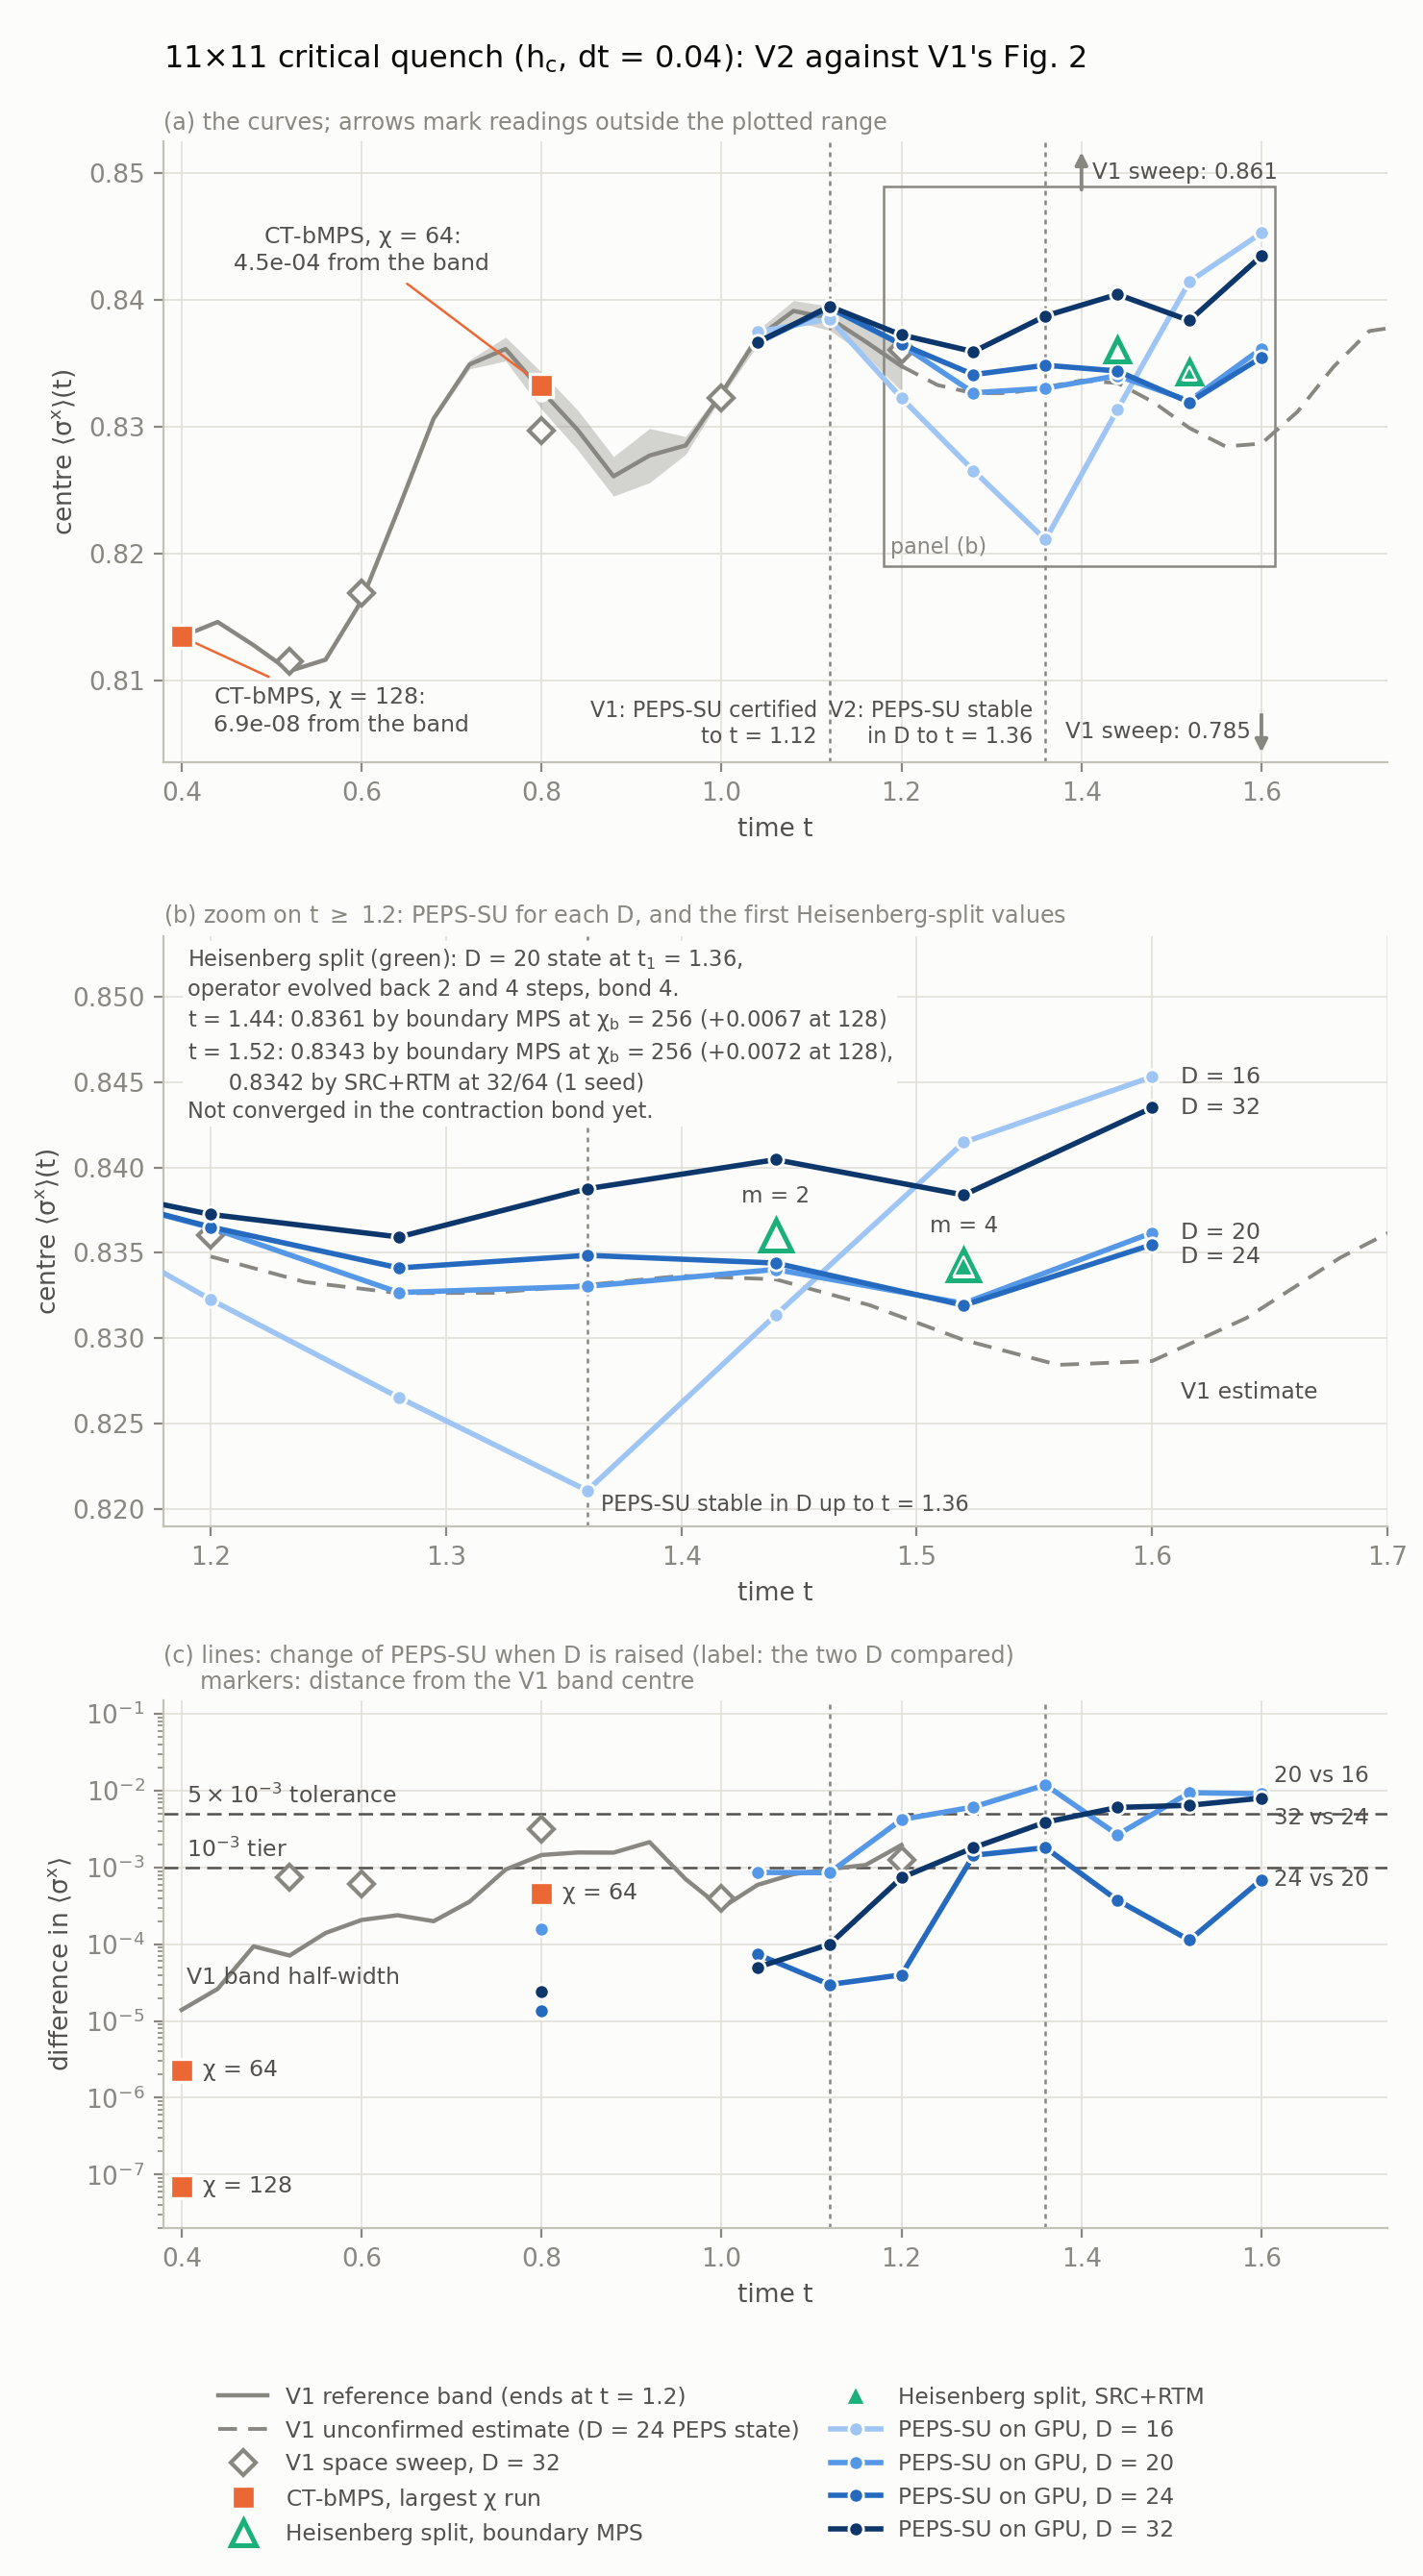 11×11 critical quench (h_c, dt = 0.04): V2 against V1's Fig. 2
(a) the curves; arrows mark readings outside the plotted range
V1 sweep: 0.861
CT-bMPS, χ = 64:
4.5e-04 from the band
panel (b)
CT-bMPS, χ = 128:
6.9e-08 from the band
V1: PEPS-SU certified
to t = 1.12
V2: PEPS-SU stable
in D to t = 1.36
V1 sweep: 0.785
0.85
0.84
0.83
0.82
0.81
centre ⟨σˣ⟩(t)
0.4 0.6 0.8 1.0 1.2 1.4 1.6
time t
(b) zoom on t ≥ 1.2: PEPS-SU for each D, and the first Heisenberg-split values
Heisenberg split (green): D = 20 state at t₁ = 1.36,
operator evolved back 2 and 4 steps, bond 4.
t = 1.44: 0.8361 by boundary MPS at χ_b = 256 (+0.0067 at 128)
t = 1.52: 0.8343 by boundary MPS at χ_b = 256 (+0.0072 at 128),
0.8342 by SRC+RTM at 32/64 (1 seed)
Not converged in the contraction bond yet.
D = 16
D = 32
m = 2
m = 4
D = 20
D = 24
V1 estimate
PEPS-SU stable in D up to t = 1.36
0.850
0.845
0.840
0.835
0.830
0.825
0.820
centre ⟨σˣ⟩(t)
1.2 1.3 1.4 1.5 1.6 1.7
time t
(c) lines: change of PEPS-SU when D is raised (label: the two D compared)
markers: distance from the V1 band centre
20 vs 16
5 × 10⁻³ tolerance
32 vs 24
10⁻³ tier
24 vs 20
χ = 64
V1 band half-width
χ = 64
χ = 128
10⁻¹
10⁻²
10⁻³
10⁻⁴
10⁻⁵
10⁻⁶
10⁻⁷
difference in ⟨σˣ⟩
0.4 0.6 0.8 1.0 1.2 1.4 1.6
time t
V1 reference band (ends at t = 1.2)
V1 unconfirmed estimate (D = 24 PEPS state)
V1 space sweep, D = 32
CT-bMPS, largest χ run
Heisenberg split, boundary MPS
Heisenberg split, SRC+RTM
PEPS-SU on GPU, D = 16
PEPS-SU on GPU, D = 20
PEPS-SU on GPU, D = 24
PEPS-SU on GPU, D = 32